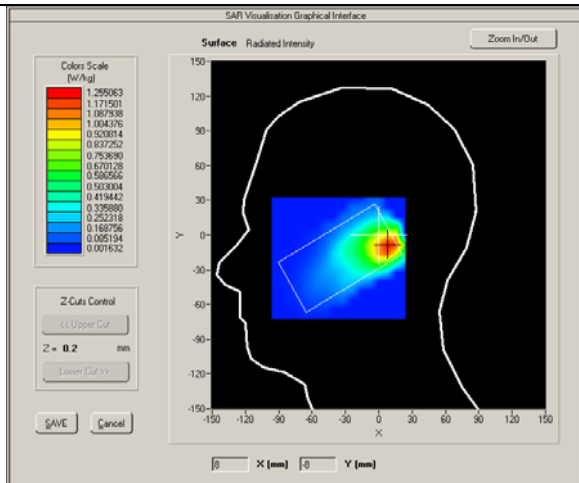 SAR Visualisation Graphical Interface
Surface Radiated Intensity
Zoom In/Out
Colors Scale
(W/kg)
1.255063
1.171501
1.087938
1.004376
0.920814
0.837252
0.753690
0.670128
0.586566
0.503004
0.419442
0.335880
0.252318
0.168756
0.085194
0.001632
Z-Cuts Control
<< Upper Cut
Z = 0.2 mm
Lower Cut >>
SAVE Cancel
150
120
90
60
30
0
-30
-60
-90
-120
-150
Y
-150 -120 -90 -60 -30 0 30 60 90 120 150
X
8 X (mm) -8 Y (mm)